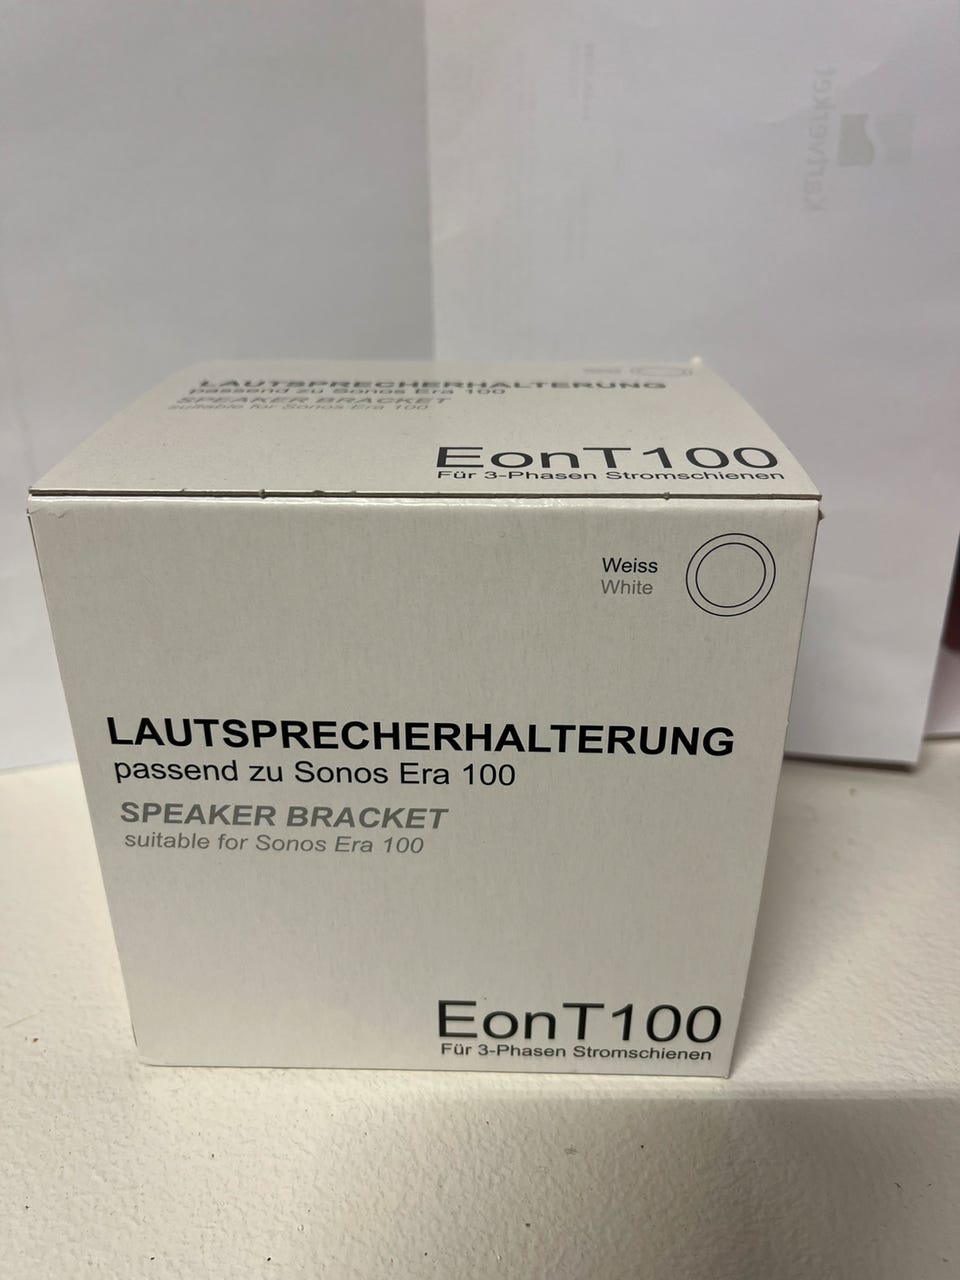 kartverket
LAUTSPRECHERHALTERUNG
passend zu Sonos Era 100
SPEAKER BRACKET
suitable for Sonos Era 100
EonT100
Für 3-Phasen Stromschienen
Weiss
White
LAUTSPRECHERHALTERUNG
passend zu Sonos Era 100
SPEAKER BRACKET
suitable for Sonos Era 100
EonT100
Für 3-Phasen Stromschienen